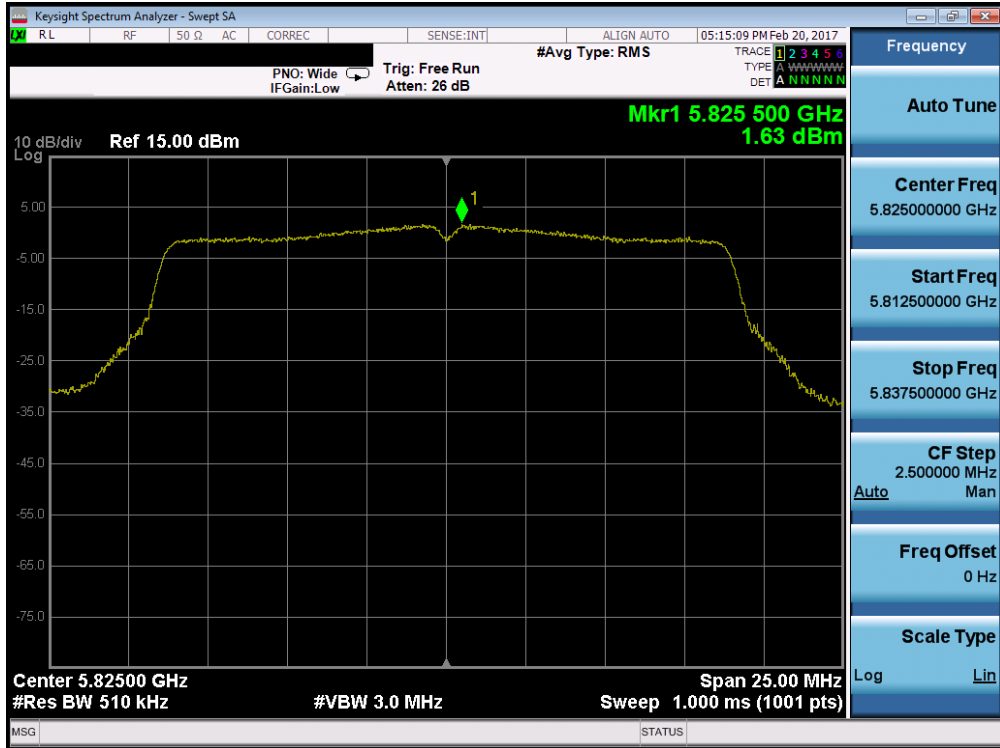 Keysight Spectrum Analyzer - Swept SA
LXI RL RF 50 Ω AC CORREC SENSE:INT ALIGN AUTO 05:15:09 PM Feb 20, 2017
#Avg Type: RMS TRACE 1 2 3 4 5 6
PNO: Wide Trig: Free Run TYPE A WWWWW
IFGain:Low Atten: 26 dB DET A N N N N N
Mkr1 5.825 500 GHz
1.63 dBm
10 dB/div Ref 15.00 dBm
Log
1
5.00
-5.00
-15.0
-25.0
-35.0
-45.0
-55.0
-65.0
-75.0
Center 5.82500 GHz Span 25.00 MHz
#Res BW 510 kHz #VBW 3.0 MHz Sweep 1.000 ms (1001 pts)
MSG STATUS
Frequency
Auto Tune
Center Freq
5.825000000 GHz
Start Freq
5.812500000 GHz
Stop Freq
5.837500000 GHz
CF Step
2.500000 MHz
Auto Man
Freq Offset
0 Hz
Scale Type
Log Lin